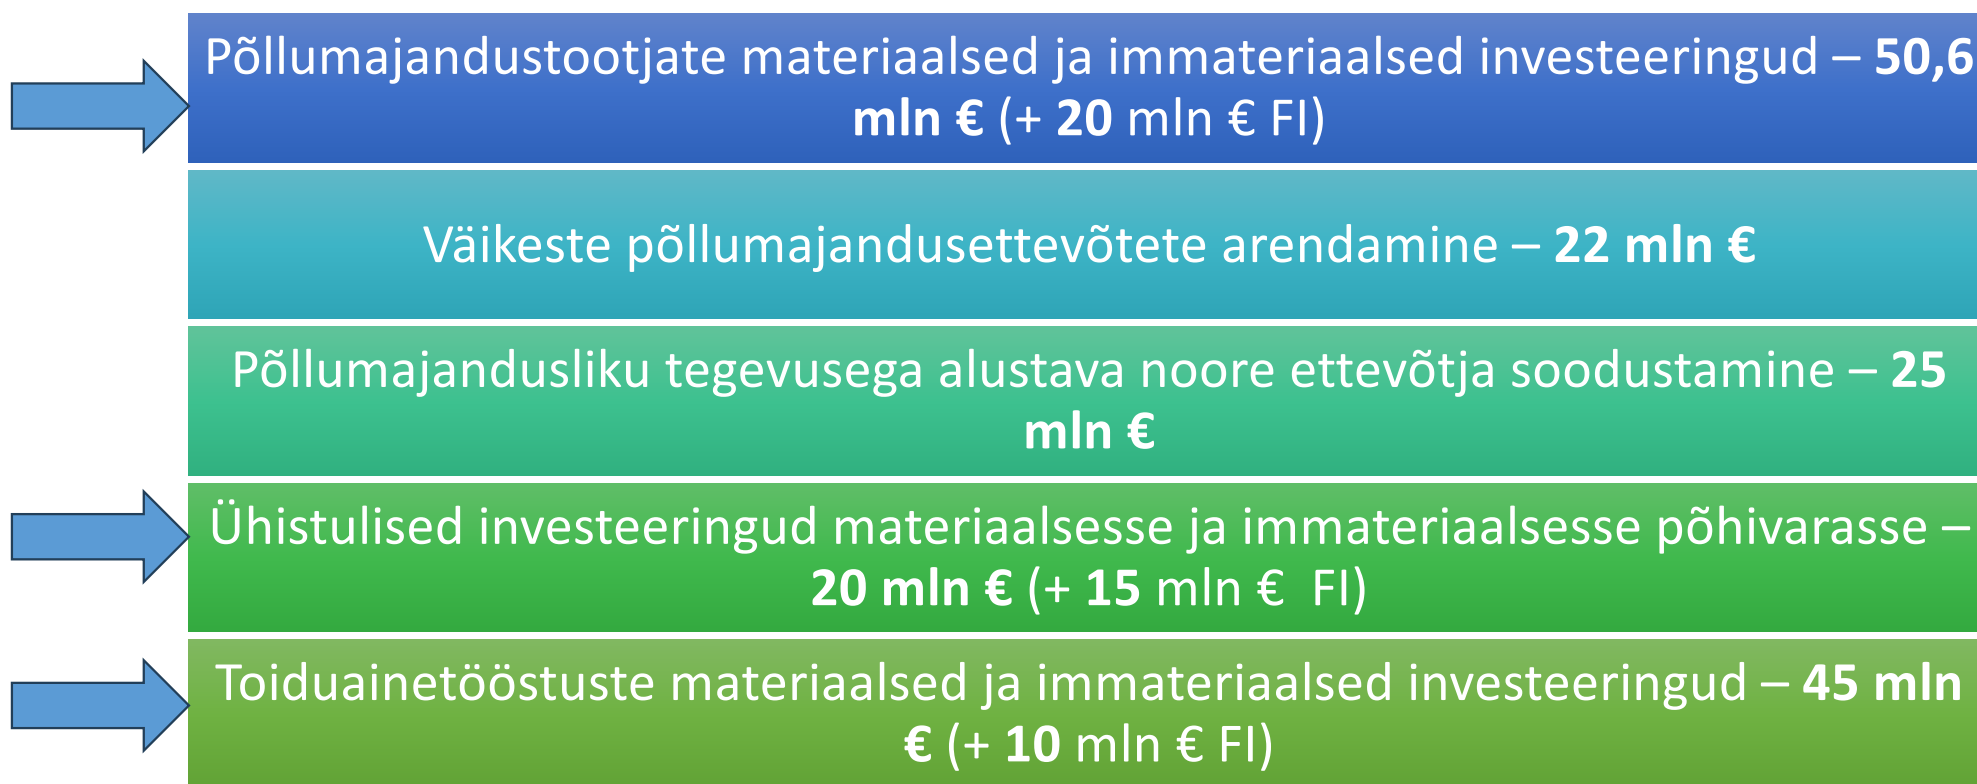 Põllumajandustootjate materiaalsed ja immateriaalsed investeeringud – 50,6
mln € (+ 20 mln € FI)
Väikeste põllumajandusettevõtete arendamine – 22 mln €
Põllumajandusliku tegevusega alustava noore ettevõtja soodustamine – 25
mln €
Ühistulised investeeringud materiaalsesse ja immateriaalsesse põhivarasse –
20 mln € (+ 15 mln € FI)
Toiduainetööstuste materiaalsed ja immateriaalsed investeeringud – 45 mln
€ (+ 10 mln € FI)